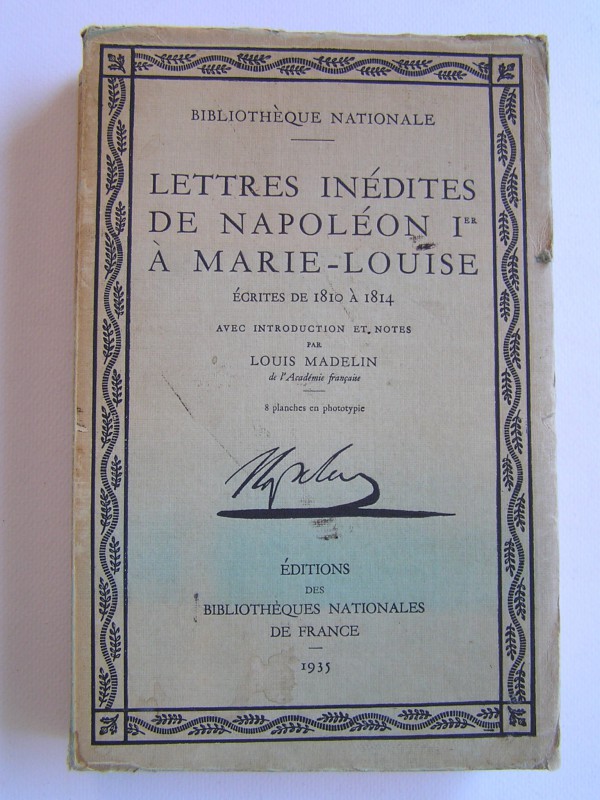 BIBLIOTHÈQUE NATIONALE
LETTRES INÉDITES
DE NAPOLÉON IER
À MARIE-LOUISE
ÉCRITES DE 1810 À 1814
AVEC INTRODUCTION ET NOTES
PAR
LOUIS MADELIN
de l'Académie française
8 planches en phototypie
Napoleon
ÉDITIONS
DES
BIBLIOTHÈQUES NATIONALES
DE FRANCE
1935